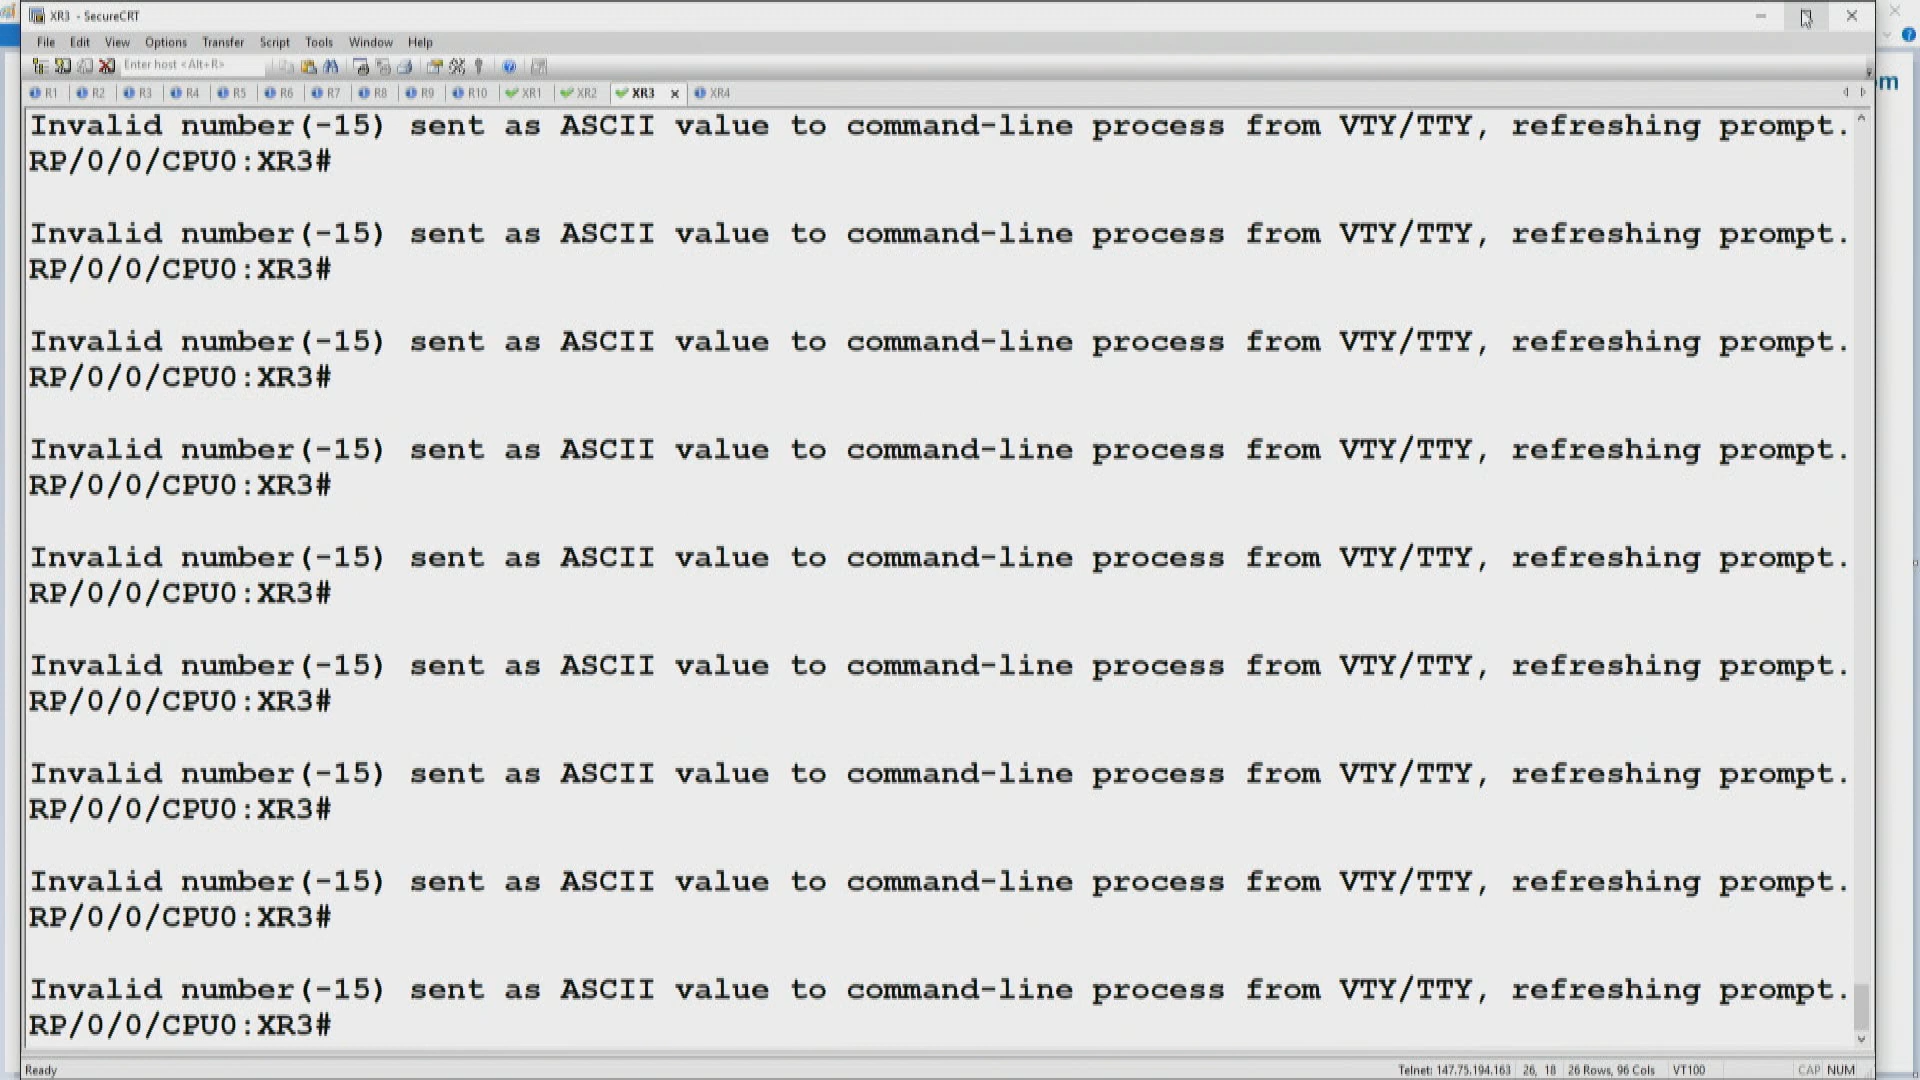 XR3 - SecureCRT
File Edit View Options Transfer Script Tools Window Help
Enter host <Alt+R>
om
R1 R2 R3 R4 R5 R6 R7 R8 R9 R10 XR1 XR2 XR3 XR4
Invalid number(-15) sent as ASCII value to command-line process from VTY/TTY, refreshing prompt.
RP/0/0/CPU0:XR3#
Invalid number(-15) sent as ASCII value to command-line process from VTY/TTY, refreshing prompt.
RP/0/0/CPU0:XR3#
Invalid number(-15) sent as ASCII value to command-line process from VTY/TTY, refreshing prompt.
RP/0/0/CPU0:XR3#
Invalid number(-15) sent as ASCII value to command-line process from VTY/TTY, refreshing prompt.
RP/0/0/CPU0:XR3#
Invalid number(-15) sent as ASCII value to command-line process from VTY/TTY, refreshing prompt.
RP/0/0/CPU0:XR3#
Invalid number(-15) sent as ASCII value to command-line process from VTY/TTY, refreshing prompt.
RP/0/0/CPU0:XR3#
Invalid number(-15) sent as ASCII value to command-line process from VTY/TTY, refreshing prompt.
RP/0/0/CPU0:XR3#
Invalid number(-15) sent as ASCII value to command-line process from VTY/TTY, refreshing prompt.
RP/0/0/CPU0:XR3#
Invalid number(-15) sent as ASCII value to command-line process from VTY/TTY, refreshing prompt.
RP/0/0/CPU0:XR3#
Ready Telnet: 147.75.194.163 26, 18 26 Rows, 96 Cols VT100 CAP NUM